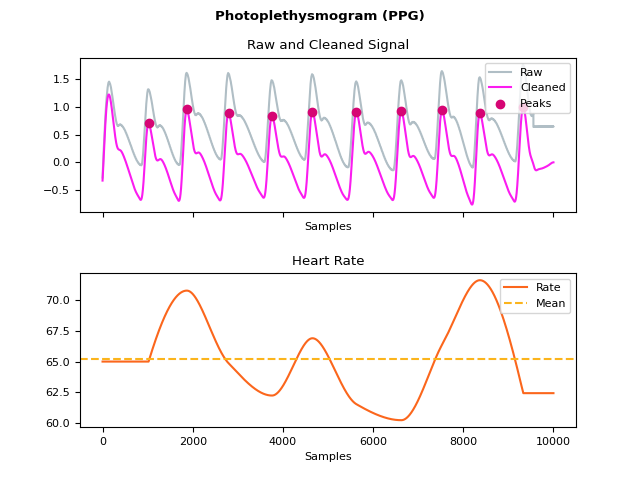 Photoplethysmogram (PPG)
Raw and Cleaned Signal
Raw
Cleaned
Peaks
1.5
1.0
0.5
0.0
−0.5
Samples
Heart Rate
Rate
Mean
70.0
67.5
65.0
62.5
60.0
0 2000 4000 6000 8000 10000
Samples